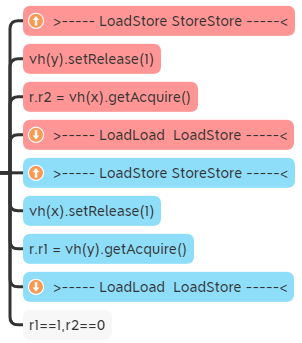 >----- LoadStore StoreStore -----<
vh(y).setRelease(1)
r.r2 = vh(x).getAcquire()
>----- LoadLoad  LoadStore -----<
>----- LoadStore StoreStore -----<
vh(x).setRelease(1)
r.r1 = vh(y).getAcquire()
>----- LoadLoad  LoadStore -----<
r1==1,r2==0